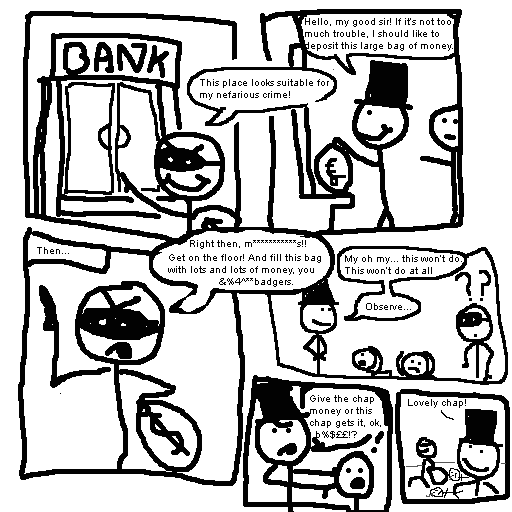 BANK
This place looks suitable for
my nefarious crime!
Hello, my good sir! If it's not too
much trouble, I should like to
deposit this large bag of money.
£
Then...
Right then, m***********s!!
Get on the floor! And fill this bag
with lots and lots of money, you
&%4^** badgers.
$
My oh my... this won't do.
This won't do at all
Observe...
? ?
Give the chap
money or this
chap gets it, ok,
b%$££!?
Lovely chap!